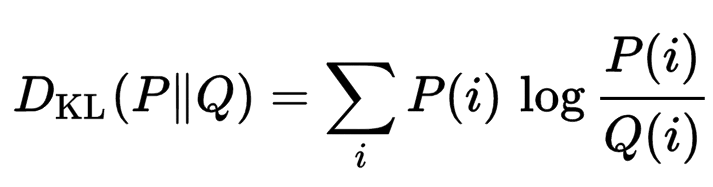 D_KL(P∥Q) = ∑_i P(i) log P(i)/Q(i)